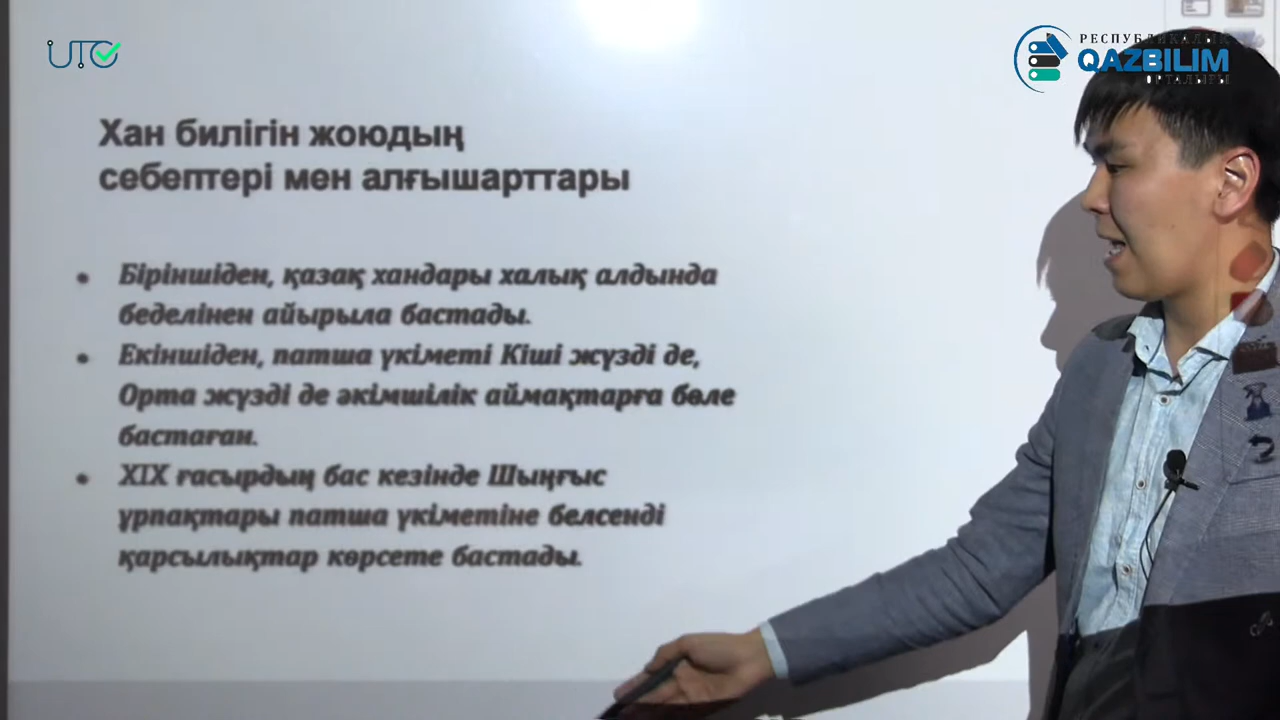 UTC
РЕСПУБЛИКАЛЫҚ
QAZBILIM
ОРТАЛЫҒЫ
Хан билігін жоюдың
себептері мен алғышарттары
• Біріншіден, қазақ хандары халық алдында
беделінен айырыла бастады.
• Екіншіден, патша үкіметі Кіші жүзді де,
Орта жүзді де әкімшілік аймақтарға бөле
бастаған.
• XIX ғасырдың бас кезінде Шыңғыс
ұрпақтары патша үкіметіне белсенді
қарсылықтар көрсете бастады.